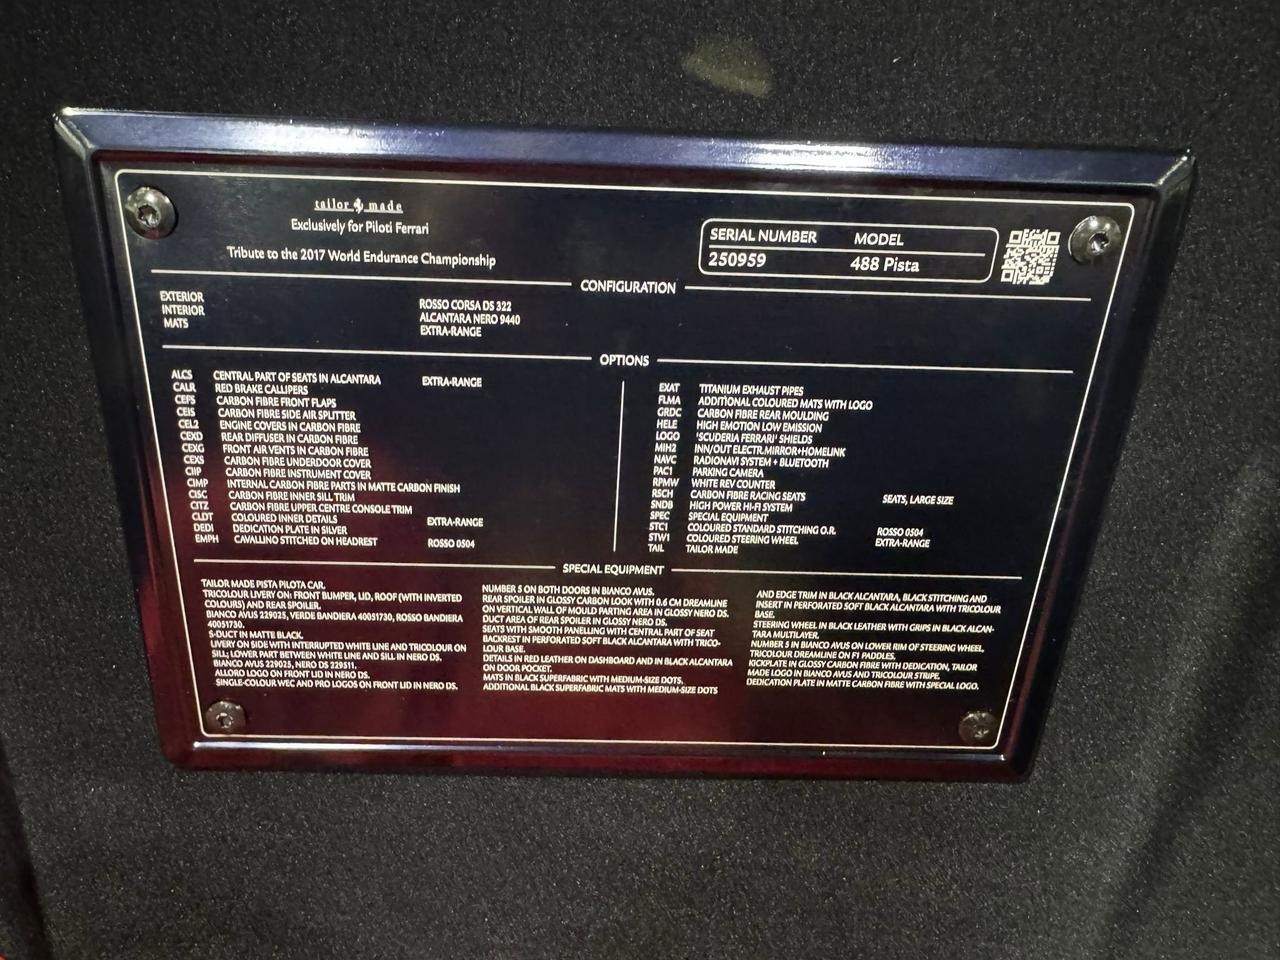 tailor made
Exclusively for Piloti Ferrari
Tribute to the 2017 World Endurance Championship
SERIAL NUMBER MODEL
250959 488 Pista
CONFIGURATION
EXTERIOR ROSSO CORSA DS 322
INTERIOR ALCANTARA NERO 9440
MATS EXTRA-RANGE
OPTIONS
ALCS CENTRAL PART OF SEATS IN ALCANTARA EXTRA-RANGE
CALR RED BRAKE CALLIPERS
CEFS CARBON FIBRE FRONT FLAPS
CEIS CARBON FIBRE SIDE AIR SPLITTER
CEL2 ENGINE COVERS IN CARBON FIBRE
CEXD REAR DIFFUSER IN CARBON FIBRE
CEXG FRONT AIR VENTS IN CARBON FIBRE
CEXS CARBON FIBRE UNDERDOOR COVER
CIIP CARBON FIBRE INSTRUMENT COVER
CIMP INTERNAL CARBON FIBRE PARTS IN MATTE CARBON FINISH
CISC CARBON FIBRE INNER SILL TRIM
CITZ CARBON FIBRE UPPER CENTRE CONSOLE TRIM
CLDT COLOURED INNER DETAILS EXTRA-RANGE
DEDI DEDICATION PLATE IN SILVER
EMPH CAVALLINO STITCHED ON HEADREST ROSSO 0504
EXAT TITANIUM EXHAUST PIPES
FLMA ADDITIONAL COLOURED MATS WITH LOGO
GRDC CARBON FIBRE REAR MOULDING
HELE HIGH EMOTION LOW EMISSION
LOGO 'SCUDERIA FERRARI' SHIELDS
MIH2 INN/OUT ELECTR.MIRROR+HOMELINK
NAVC RADIONAVI SYSTEM + BLUETOOTH
PAC1 PARKING CAMERA
RPMW WHITE REV COUNTER
RSCH CARBON FIBRE RACING SEATS SEATS, LARGE SIZE
SNDB HIGH POWER HI-FI SYSTEM
SPEC SPECIAL EQUIPMENT
STC1 COLOURED STANDARD STITCHING O.R. ROSSO 0504
STW1 COLOURED STEERING WHEEL EXTRA-RANGE
TAIL TAILOR MADE
SPECIAL EQUIPMENT
TAILOR MADE PISTA PILOTA CAR.
TRICOLOUR LIVERY ON: FRONT BUMPER, LID, ROOF (WITH INVERTED
COLOURS) AND REAR SPOILER.
BIANCO AVUS 229025, VERDE BANDIERA 40051730, ROSSO BANDIERA
40051730.
S-DUCT IN MATTE BLACK.
LIVERY ON SIDE WITH INTERRUPTED WHITE LINE AND TRICOLOUR ON
SILL; LOWER PART BETWEEN WHITE LINE AND SILL IN NERO DS.
BIANCO AVUS 229025, NERO DS 229511.
ALLORO LOGO ON FRONT LID IN NERO DS.
SINGLE-COLOUR WEC AND PRO LOGOS ON FRONT LID IN NERO DS.
NUMBER 5 ON BOTH DOORS IN BIANCO AVUS.
REAR SPOILER IN GLOSSY CARBON LOOK WITH 0.6 CM DREAMLINE
ON VERTICAL WALL OF MOULD PARTING AREA IN GLOSSY NERO DS.
DUCT AREA OF REAR SPOILER IN GLOSSY NERO DS.
SEATS WITH SMOOTH PANELLING WITH CENTRAL PART OF SEAT
BACKREST IN PERFORATED SOFT BLACK ALCANTARA WITH TRICO-
LOUR BASE.
DETAILS IN RED LEATHER ON DASHBOARD AND IN BLACK ALCANTARA
ON DOOR POCKET.
MATS IN BLACK SUPERFABRIC WITH MEDIUM-SIZE DOTS.
ADDITIONAL BLACK SUPERFABRIC MATS WITH MEDIUM-SIZE DOTS
AND EDGE TRIM IN BLACK ALCANTARA, BLACK STITCHING AND
INSERT IN PERFORATED SOFT BLACK ALCANTARA WITH TRICOLOUR
BASE.
STEERING WHEEL IN BLACK LEATHER WITH GRIPS IN BLACK ALCAN-
TARA MULTILAYER.
NUMBER 5 IN BIANCO AVUS ON LOWER RIM OF STEERING WHEEL,
TRICOLOUR DREAMLINE ON F1 PADDLES.
KICKPLATE IN GLOSSY CARBON FIBRE WITH DEDICATION, TAILOR
MADE LOGO IN BIANCO AVUS AND TRICOLOUR STRIPE.
DEDICATION PLATE IN MATTE CARBON FIBRE WITH SPECIAL LOGO.